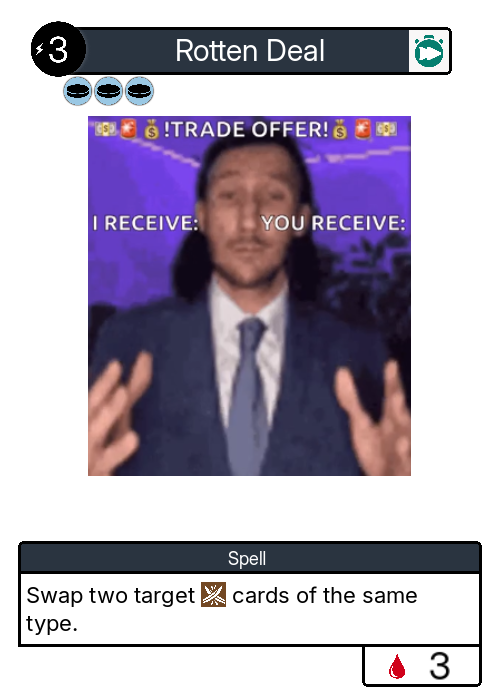 3
Rotten Deal
!TRADE OFFER!
I RECEIVE: YOU RECEIVE:
Spell
Swap two target cards of the same
type.
3